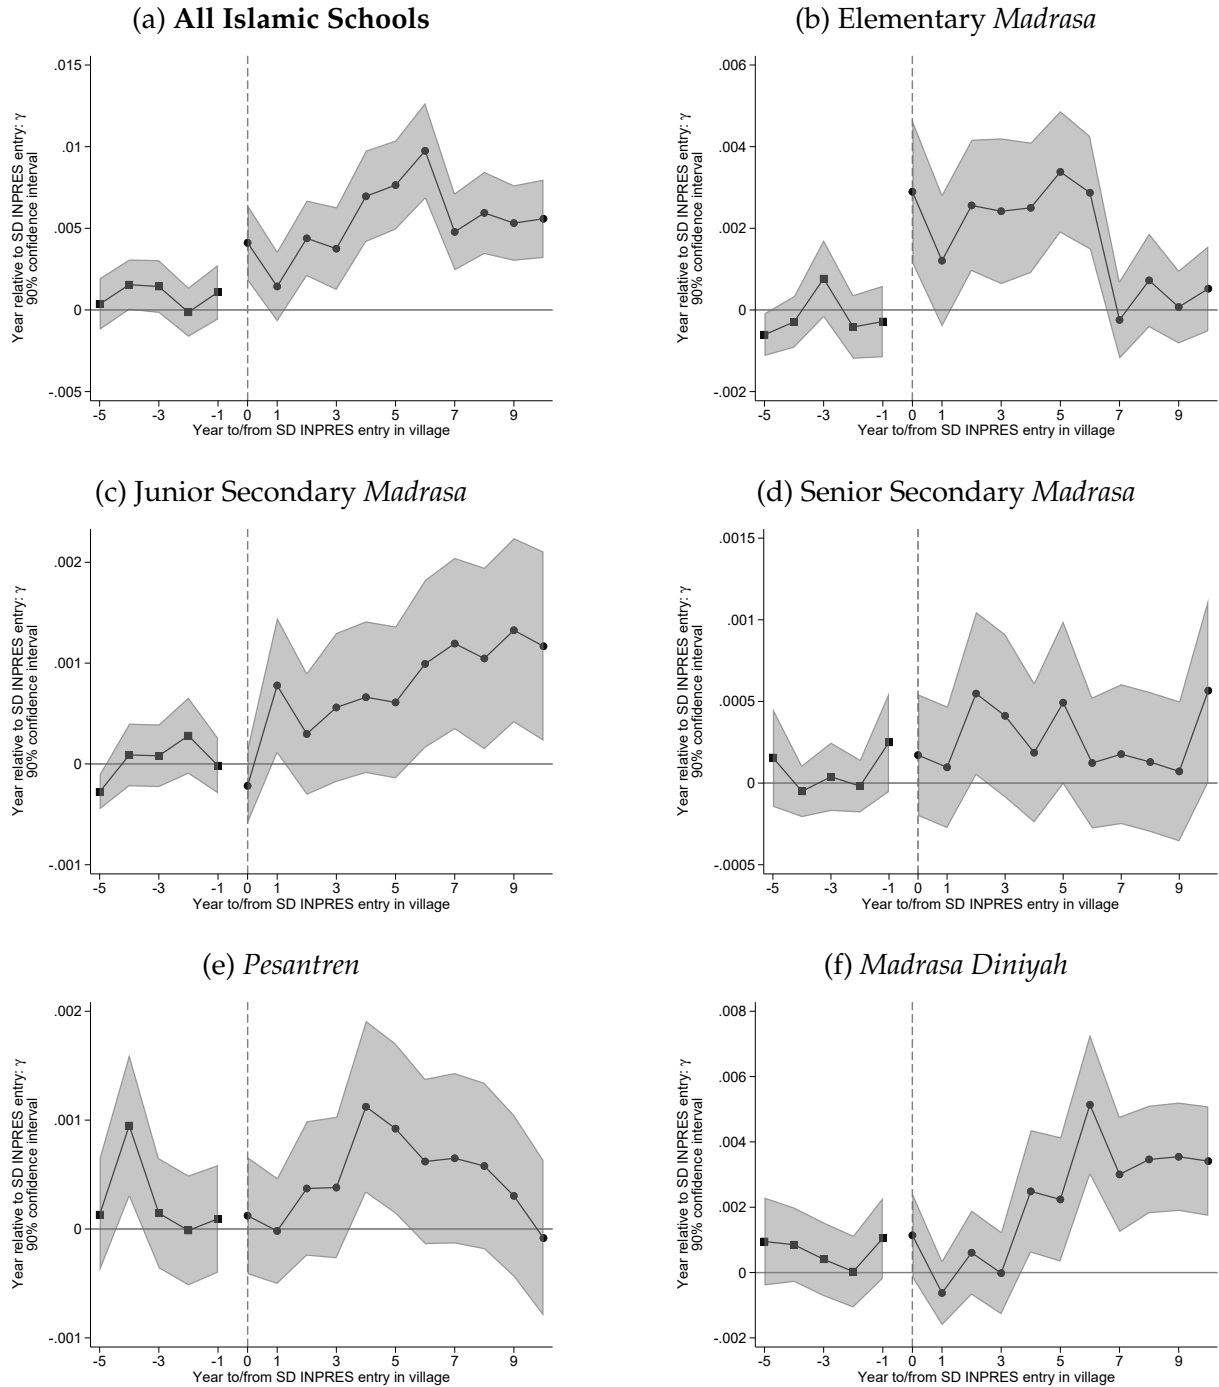 (a) All Islamic Schools
Year relative to SD INPRES entry: γ
90% confidence interval
.015
.01
.005
0
-.005
-5 -3 -1 0 1 3 5 7 9
Year to/from SD INPRES entry in village
(b) Elementary Madrasa
Year relative to SD INPRES entry: γ
90% confidence interval
.006
.004
.002
0
-.002
-5 -3 -1 0 1 3 5 7 9
Year to/from SD INPRES entry in village
(c) Junior Secondary Madrasa
Year relative to SD INPRES entry: γ
90% confidence interval
.002
.001
0
-.001
-5 -3 -1 0 1 3 5 7 9
Year to/from SD INPRES entry in village
(d) Senior Secondary Madrasa
Year relative to SD INPRES entry: γ
90% confidence interval
.0015
.001
.0005
0
-.0005
-5 -3 -1 0 1 3 5 7 9
Year to/from SD INPRES entry in village
(e) Pesantren
Year relative to SD INPRES entry: γ
90% confidence interval
.002
.001
0
-.001
-5 -3 -1 0 1 3 5 7 9
Year to/from SD INPRES entry in village
(f) Madrasa Diniyah
Year relative to SD INPRES entry: γ
90% confidence interval
.008
.006
.004
.002
0
-.002
-5 -3 -1 0 1 3 5 7 9
Year to/from SD INPRES entry in village